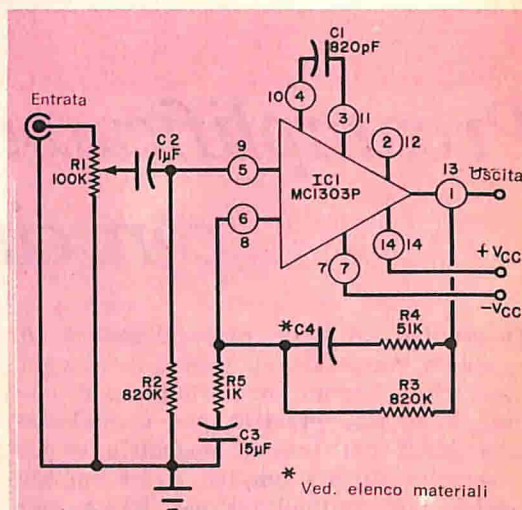 C1
820pF
Entrata
10
4
3
11
2
12
C2
1µF
9
5
IC1
MC1303P
13
1
Uscita
R1
100K
6
8
14
14
+VCC
7
7
-VCC
*C4
R4
51K
R2
820K
R5
1K
R3
820K
C3
15µF
* Ved. elenco materiali